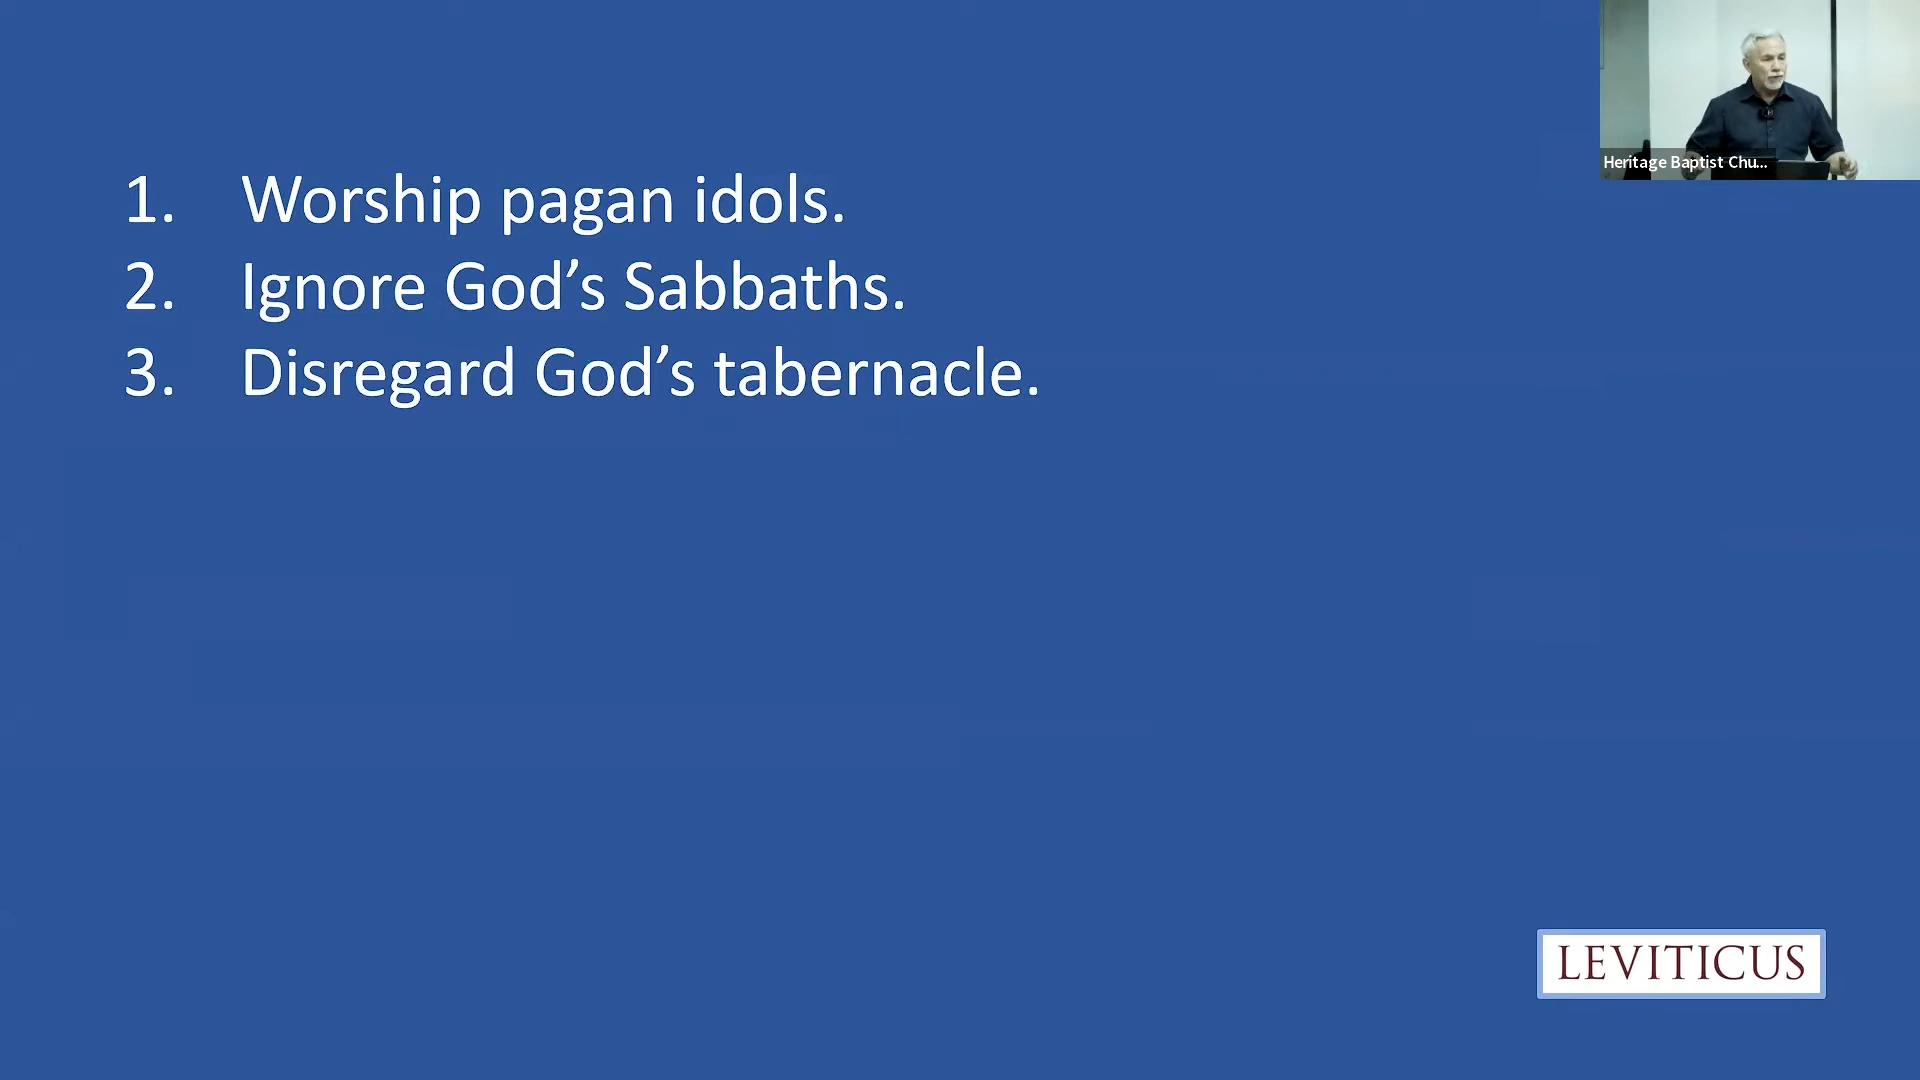 Heritage Baptist Chu...
1. Worship pagan idols.
2. Ignore God’s Sabbaths.
3. Disregard God’s tabernacle.
LEVITICUS